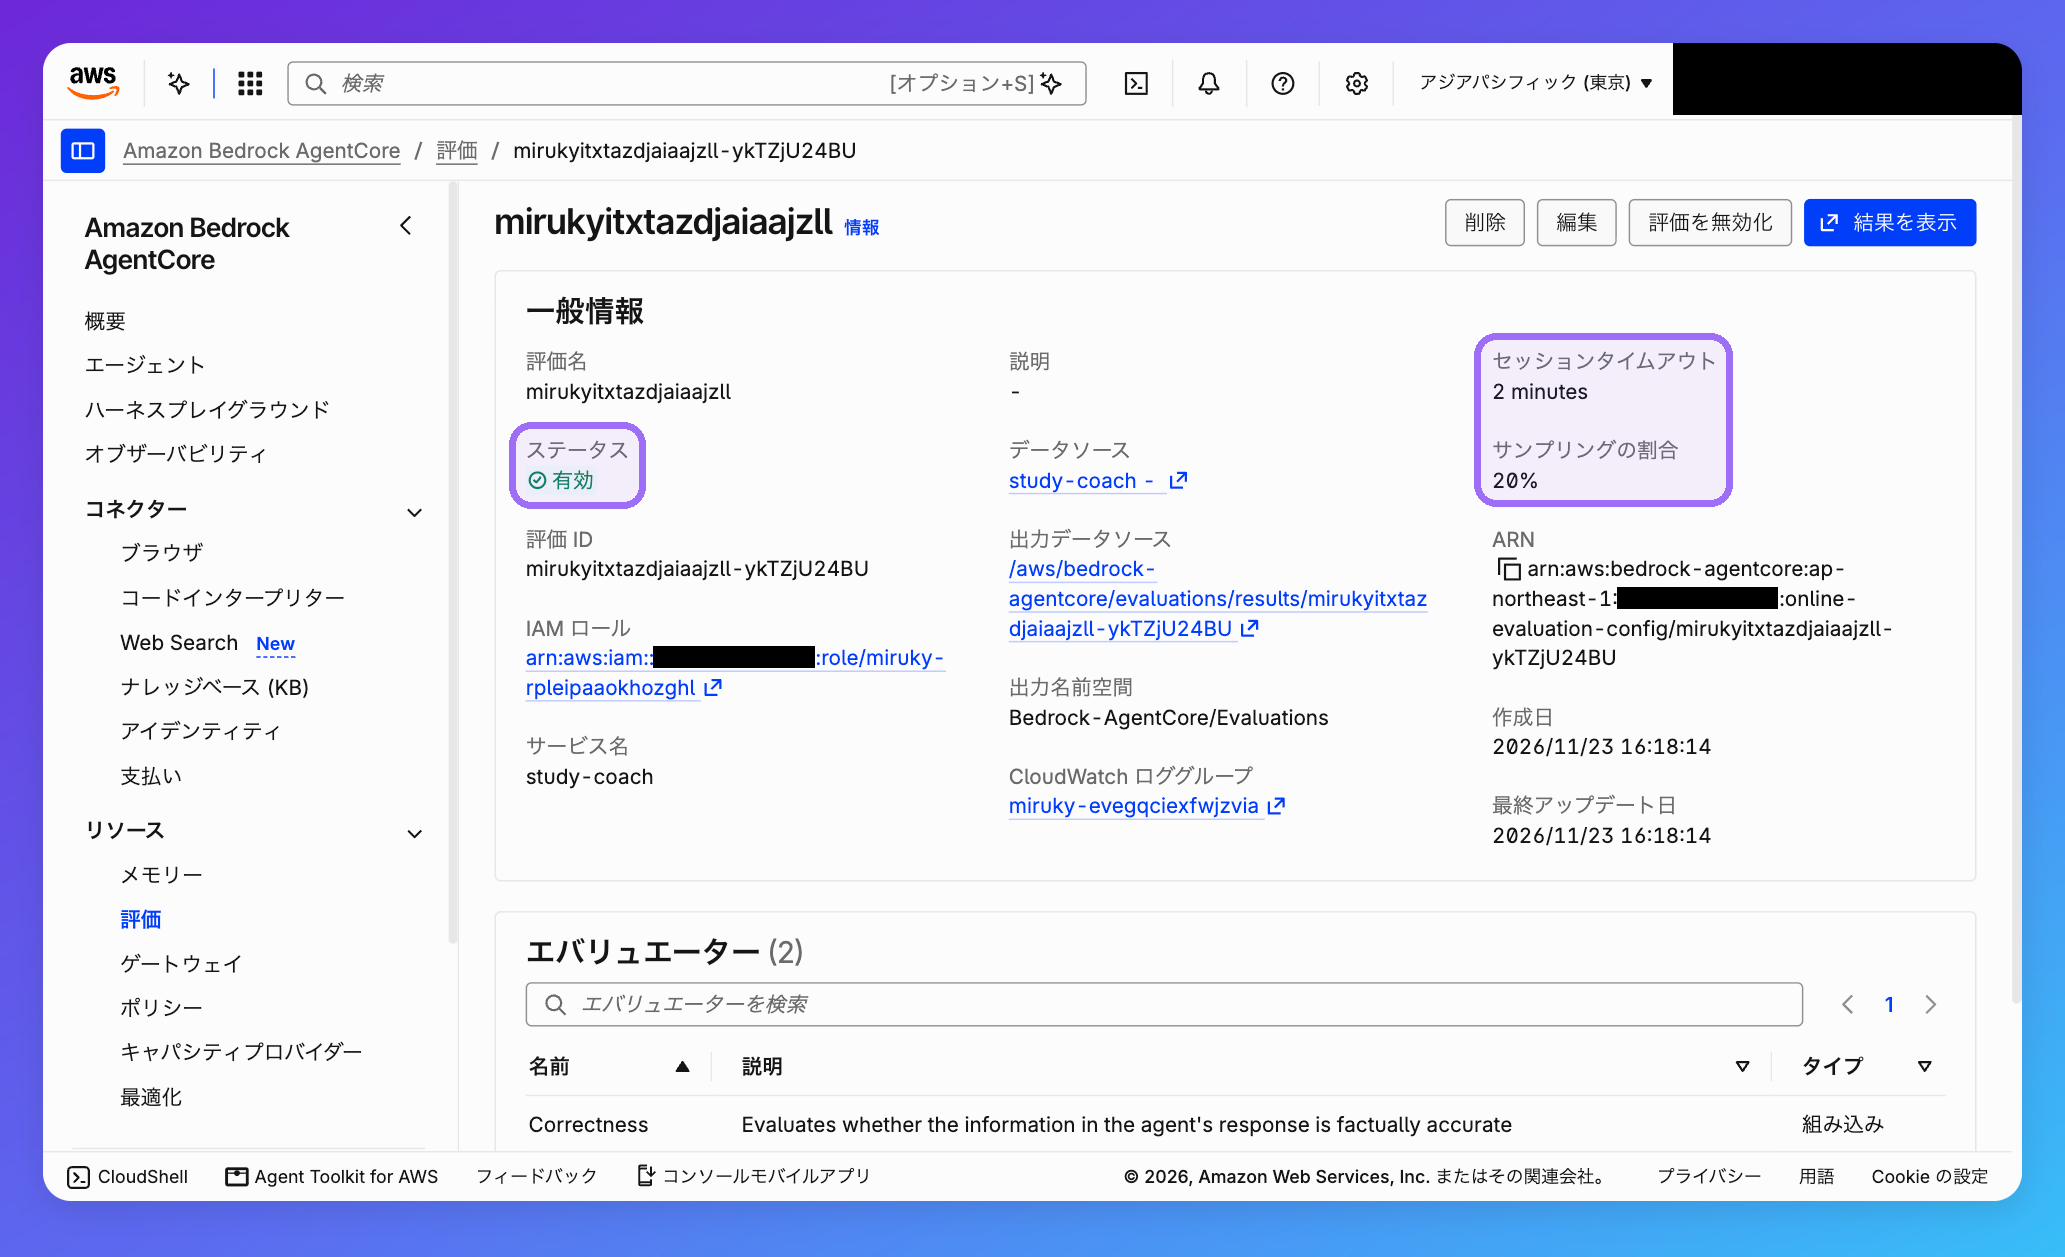 aws
検索
[オプション+S]
アジアパシフィック (東京) ▼
Amazon Bedrock AgentCore / 評価 / mirukyitxtazdjaiaajzll-ykTZjU24BU
Amazon Bedrock
AgentCore
概要
エージェント
ハーネスプレイグラウンド
オブザーバビリティ
コネクター
ブラウザ
コードインタープリター
Web Search New
ナレッジベース (KB)
アイデンティティ
支払い
リソース
メモリー
評価
ゲートウェイ
ポリシー
キャパシティプロバイダー
最適化
mirukyitxtazdjaiaajzll 情報
削除
編集
評価を無効化
結果を表示
一般情報
評価名
mirukyitxtazdjaiaajzll
ステータス
有効
評価 ID
mirukyitxtazdjaiaajzll-ykTZjU24BU
IAM ロール
arn:aws:iam:::role/miruky-
rpleipaaokhozghl
サービス名
study-coach
説明
-
データソース
study-coach -
出力データソース
/aws/bedrock-
agentcore/evaluations/results/mirukyitxtaz
djaiaajzll-ykTZjU24BU
出力名前空間
Bedrock-AgentCore/Evaluations
CloudWatch ロググループ
miruky-evegqciexfwjzvia
セッションタイムアウト
2 minutes
サンプリングの割合
20%
ARN
arn:aws:bedrock-agentcore:ap-
northeast-1::online-
evaluation-config/mirukyitxtazdjaiaajzll-
ykTZjU24BU
作成日
2026/11/23 16:18:14
最終アップデート日
2026/11/23 16:18:14
エバリュエーター (2)
エバリュエーターを検索
1
名前 ▲ 説明 ▽ タイプ ▽
Correctness Evaluates whether the information in the agent's response is factually accurate 組み込み
CloudShell Agent Toolkit for AWS フィードバック コンソールモバイルアプリ © 2026, Amazon Web Services, Inc. またはその関連会社。 プライバシー 用語 Cookie の設定